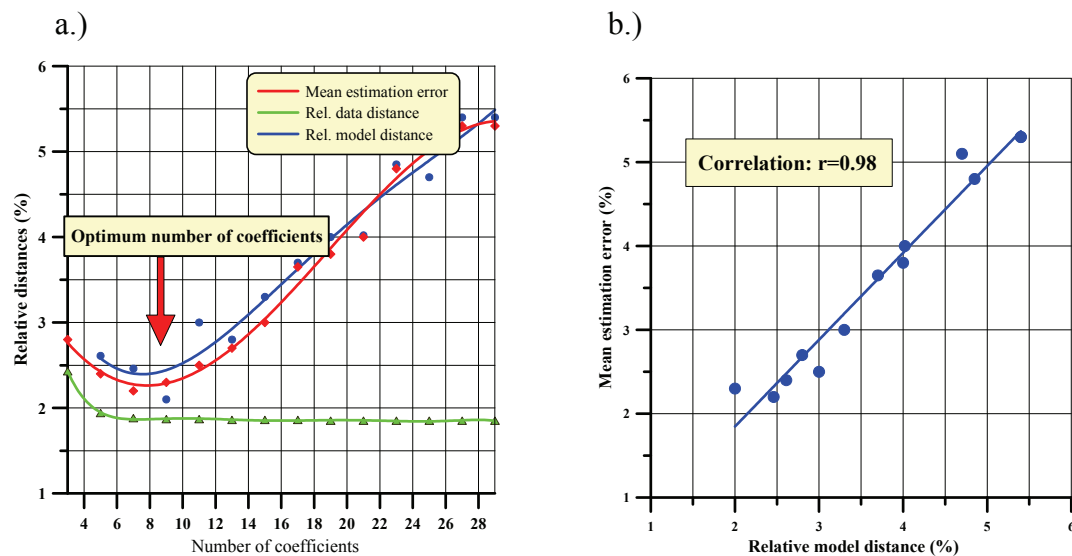 a.)
Relative distances (%)
6
5
4
3
2
1
Mean estimation error
Rel. data distance
Rel. model distance
Optimum number of coefficients
4 6 8 10 12 14 16 18 20 22 24 26 28
Number of coefficients
b.)
Mean estimation error (%)
6
5
4
3
2
1
Correlation: r=0.98
1 2 3 4 5 6
Relative model distance (%)